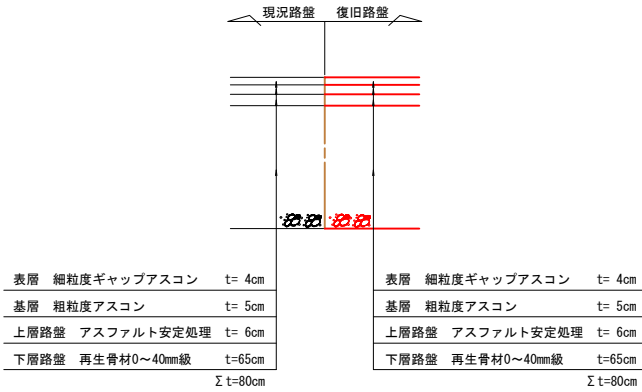 現況路盤 復旧路盤
表層 細粒度ギャップアスコン t= 4cm
基層 粗粒度アスコン t= 5cm
上層路盤 アスファルト安定処理 t= 6cm
下層路盤 再生骨材0～40mm級 t=65cm
Σt=80cm
表層 細粒度ギャップアスコン t= 4cm
基層 粗粒度アスコン t= 5cm
上層路盤 アスファルト安定処理 t= 6cm
下層路盤 再生骨材0～40mm級 t=65cm
Σt=80cm